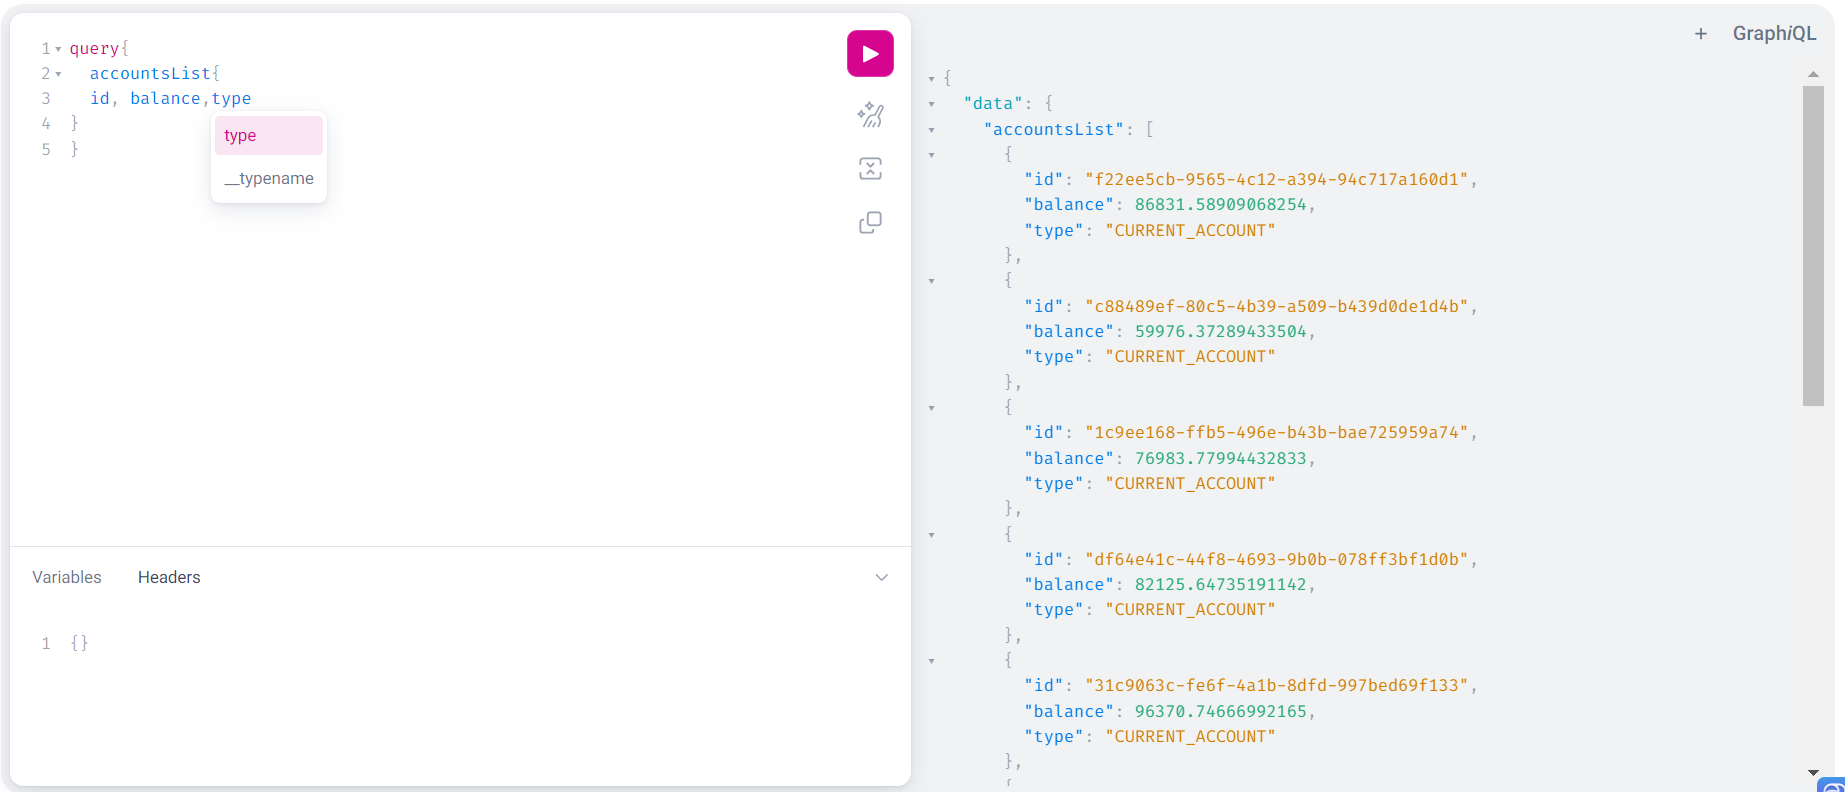 1 query{
2 accountsList{
3 id, balance,type
4 }
5 }
type
__typename
Variables Headers
1 {}
+ GraphiQL
{
"data": {
"accountsList": [
{
"id": "f22ee5cb-9565-4c12-a394-94c717a160d1",
"balance": 86831.58909068254,
"type": "CURRENT_ACCOUNT"
},
{
"id": "c88489ef-80c5-4b39-a509-b439d0de1d4b",
"balance": 59976.37289433504,
"type": "CURRENT_ACCOUNT"
},
{
"id": "1c9ee168-ffb5-496e-b43b-bae725959a74",
"balance": 76983.77994432833,
"type": "CURRENT_ACCOUNT"
},
{
"id": "df64e41c-44f8-4693-9b0b-078ff3bf1d0b",
"balance": 82125.64735191142,
"type": "CURRENT_ACCOUNT"
},
{
"id": "31c9063c-fe6f-4a1b-8dfd-997bed69f133",
"balance": 96370.74666992165,
"type": "CURRENT_ACCOUNT"
},
{